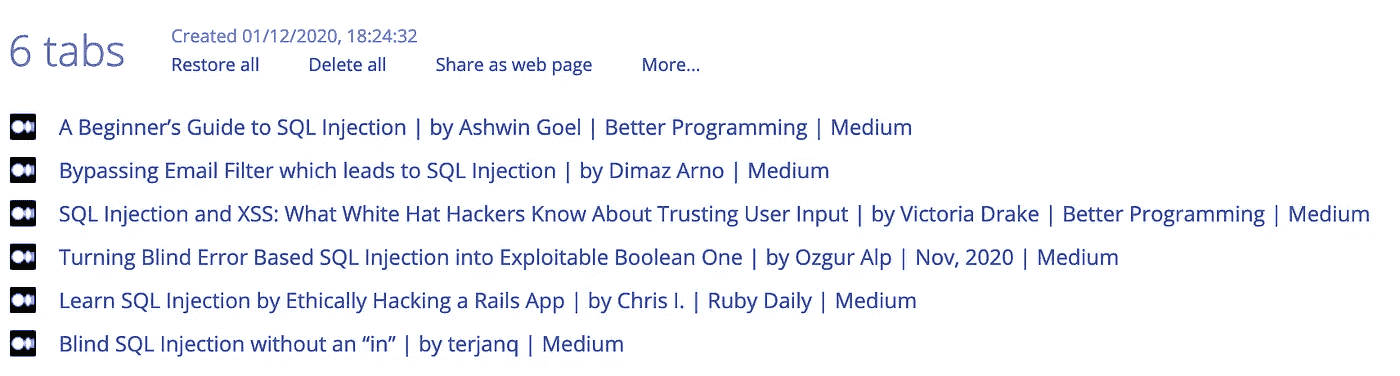 6 tabs
Created 01/12/2020, 18:24:32
Restore all Delete all Share as web page More...
A Beginner’s Guide to SQL Injection | by Ashwin Goel | Better Programming | Medium
Bypassing Email Filter which leads to SQL Injection | by Dimaz Arno | Medium
SQL Injection and XSS: What White Hat Hackers Know About Trusting User Input | by Victoria Drake | Better Programming | Medium
Turning Blind Error Based SQL Injection into Exploitable Boolean One | by Ozgur Alp | Nov, 2020 | Medium
Learn SQL Injection by Ethically Hacking a Rails App | by Chris I. | Ruby Daily | Medium
Blind SQL Injection without an “in” | by terjanq | Medium